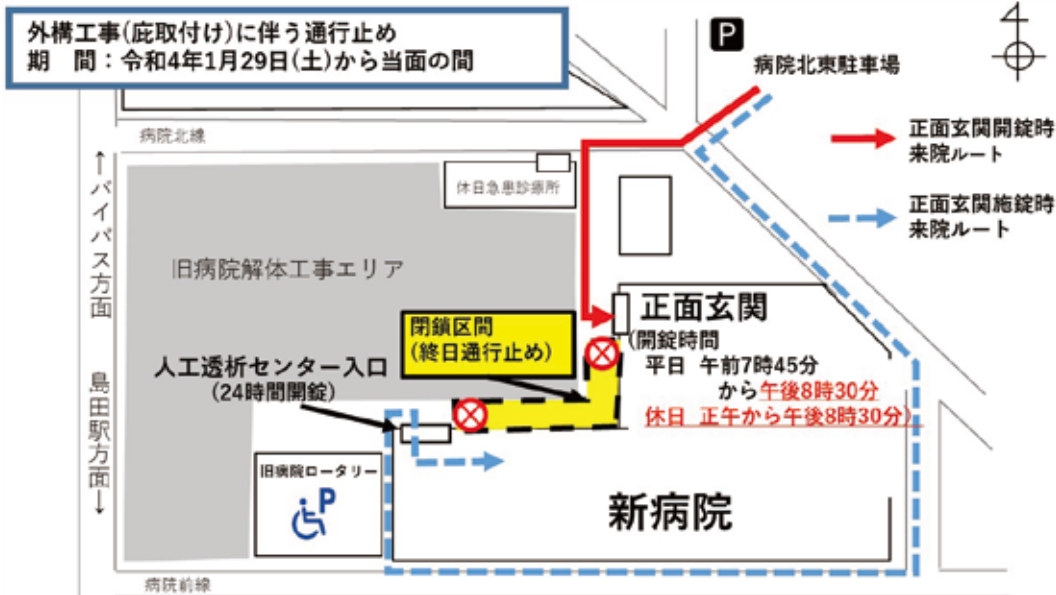 外構工事(庇取付け)に伴う通行止め
期　間：令和4年1月29日(土)から当面の間
P
病院北東駐車場
正面玄関開錠時
来院ルート
正面玄関施錠時
来院ルート
病院北線
←バイパス方面
島田駅方面→
休日急患診療所
旧病院解体工事エリア
閉鎖区間
(終日通行止め)
正面玄関
(開錠時間
平日 午前7時45分
から午後8時30分
休日 正午から午後8時30分)
人工透析センター入口
(24時間開錠)
旧病院ロータリー
P
新病院
病院前線